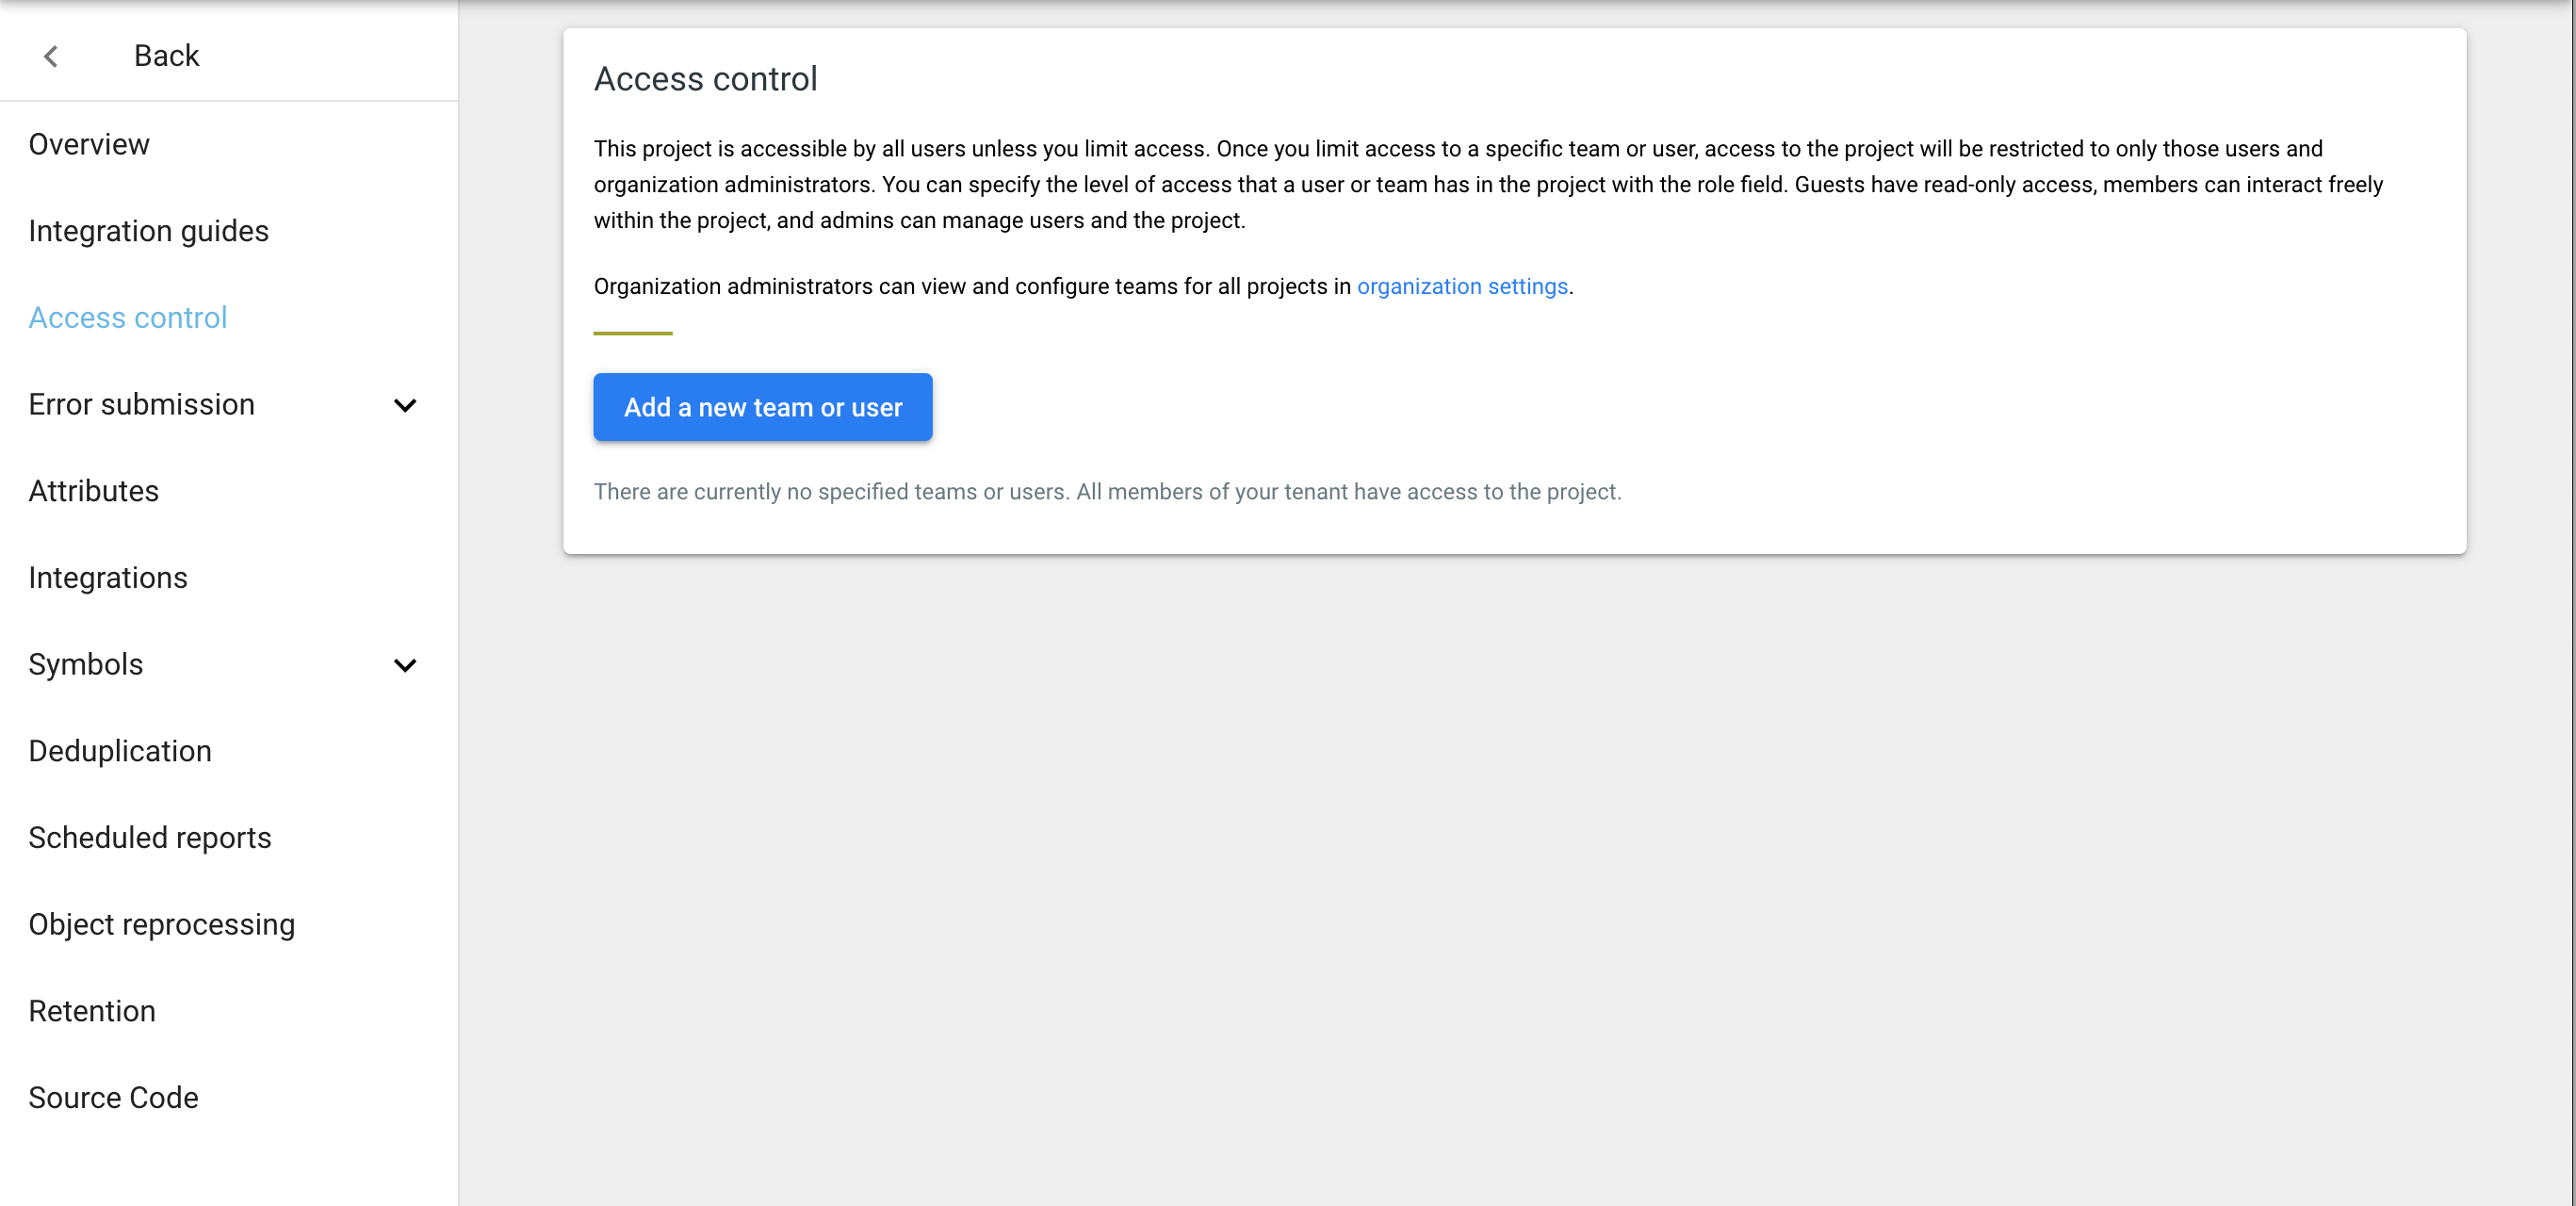 Back
Overview
Integration guides
Access control
Error submission
Attributes
Integrations
Symbols
Deduplication
Scheduled reports
Object reprocessing
Retention
Source Code
Access control
This project is accessible by all users unless you limit access. Once you limit access to a specific team or user, access to the project will be restricted to only those users and
organization administrators. You can specify the level of access that a user or team has in the project with the role field. Guests have read-only access, members can interact freely
within the project, and admins can manage users and the project.
Organization administrators can view and configure teams for all projects in organization settings.
Add a new team or user
There are currently no specified teams or users. All members of your tenant have access to the project.